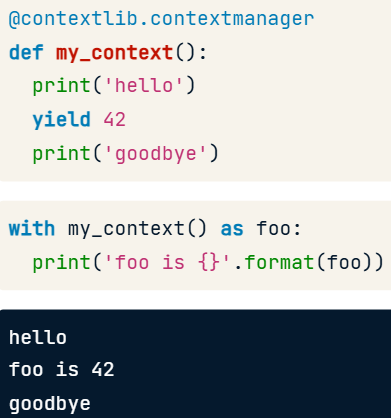 @contextlib.contextmanager
def my_context():
  print('hello')
  yield 42
  print('goodbye')
with my_context() as foo:
  print('foo is {}'.format(foo))
hello
foo is 42
goodbye